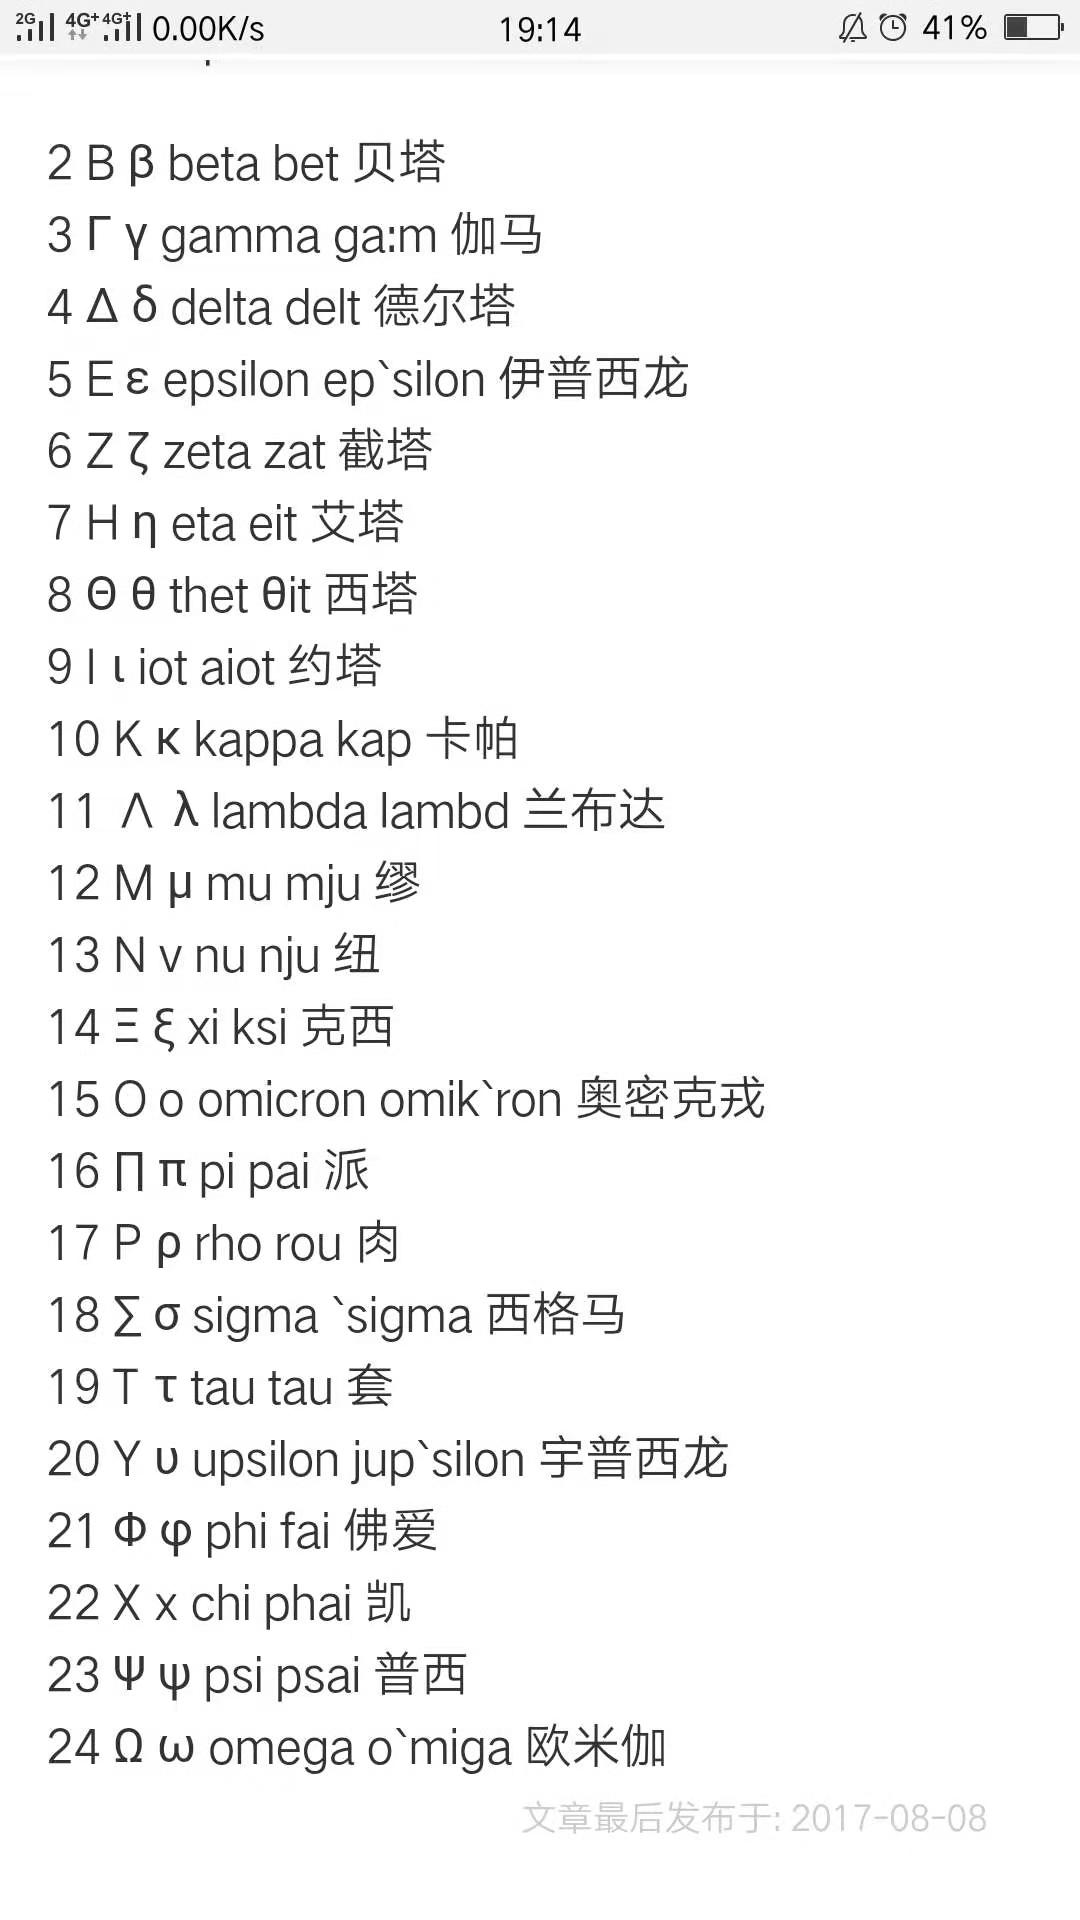 2G 4G+ 4G+ 0.00K/s 19:14 41%
2 Β β beta bet 贝塔
3 Γ γ gamma ga:m 伽马
4 Δ δ delta delt 德尔塔
5 Ε ε epsilon ep`silon 伊普西龙
6 Ζ ζ zeta zat 截塔
7 Η η eta eit 艾塔
8 Θ θ thet θit 西塔
9 Ι ι iot aiot 约塔
10 Κ κ kappa kap 卡帕
11 ∧ λ lambda lambd 兰布达
12 Μ μ mu mju 缪
13 Ν ν nu nju 纽
14 Ξ ξ xi ksi 克西
15 Ο ο omicron omik`ron 奥密克戎
16 ∏ π pi pai 派
17 Ρ ρ rho rou 肉
18 ∑ σ sigma `sigma 西格马
19 Τ τ tau tau 套
20 Υ υ upsilon jup`silon 宇普西龙
21 Φ φ phi fai 佛爱
22 Χ χ chi phai 凯
23 Ψ ψ psi psai 普西
24 Ω ω omega o`miga 欧米伽
文章最后发布于: 2017-08-08